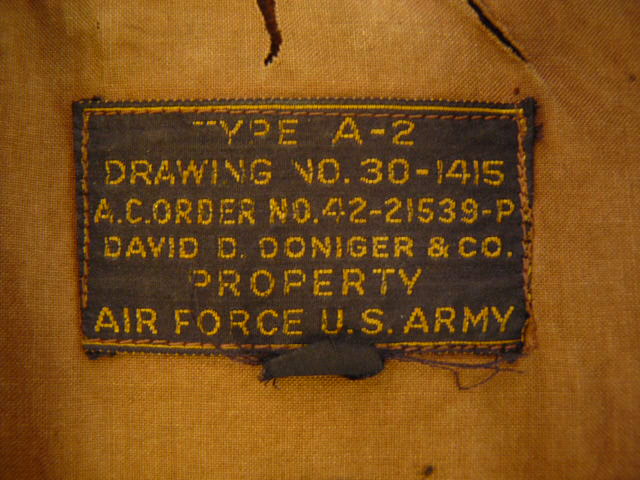 TYPE A-2
DRAWING NO. 30-1415
A.C. ORDER NO. 42-21539-P
DAVID D. DONIGER & CO.
PROPERTY
AIR FORCE U.S. ARMY